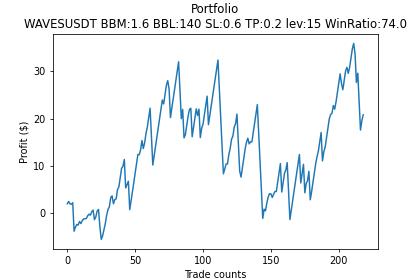 Portfolio
WAVESUSDT BBM:1.6 BBL:140 SL:0.6 TP:0.2 lev:15 WinRatio:74.0
Profit ($)
30
20
10
0
0 50 100 150 200
Trade counts